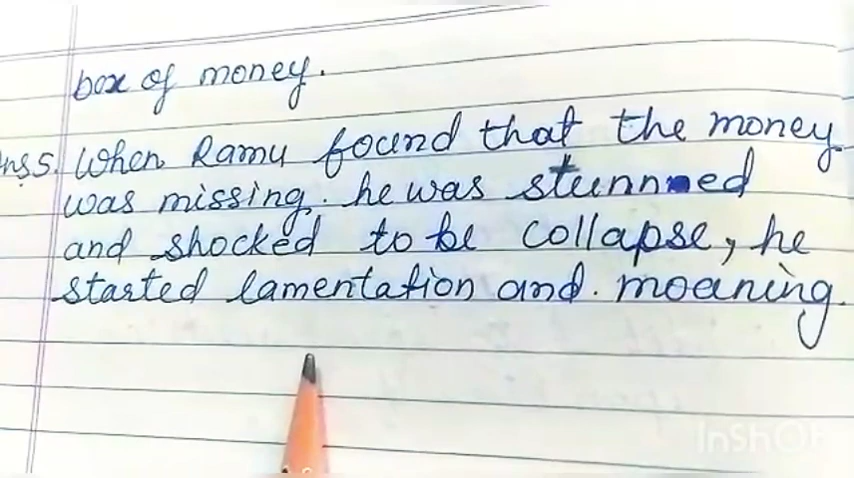 box of money.
Ans5. When Ramu found that the money
was missing. he was stunned
and shocked to be collapse, he
started lamentation and. moaning.
InShOt